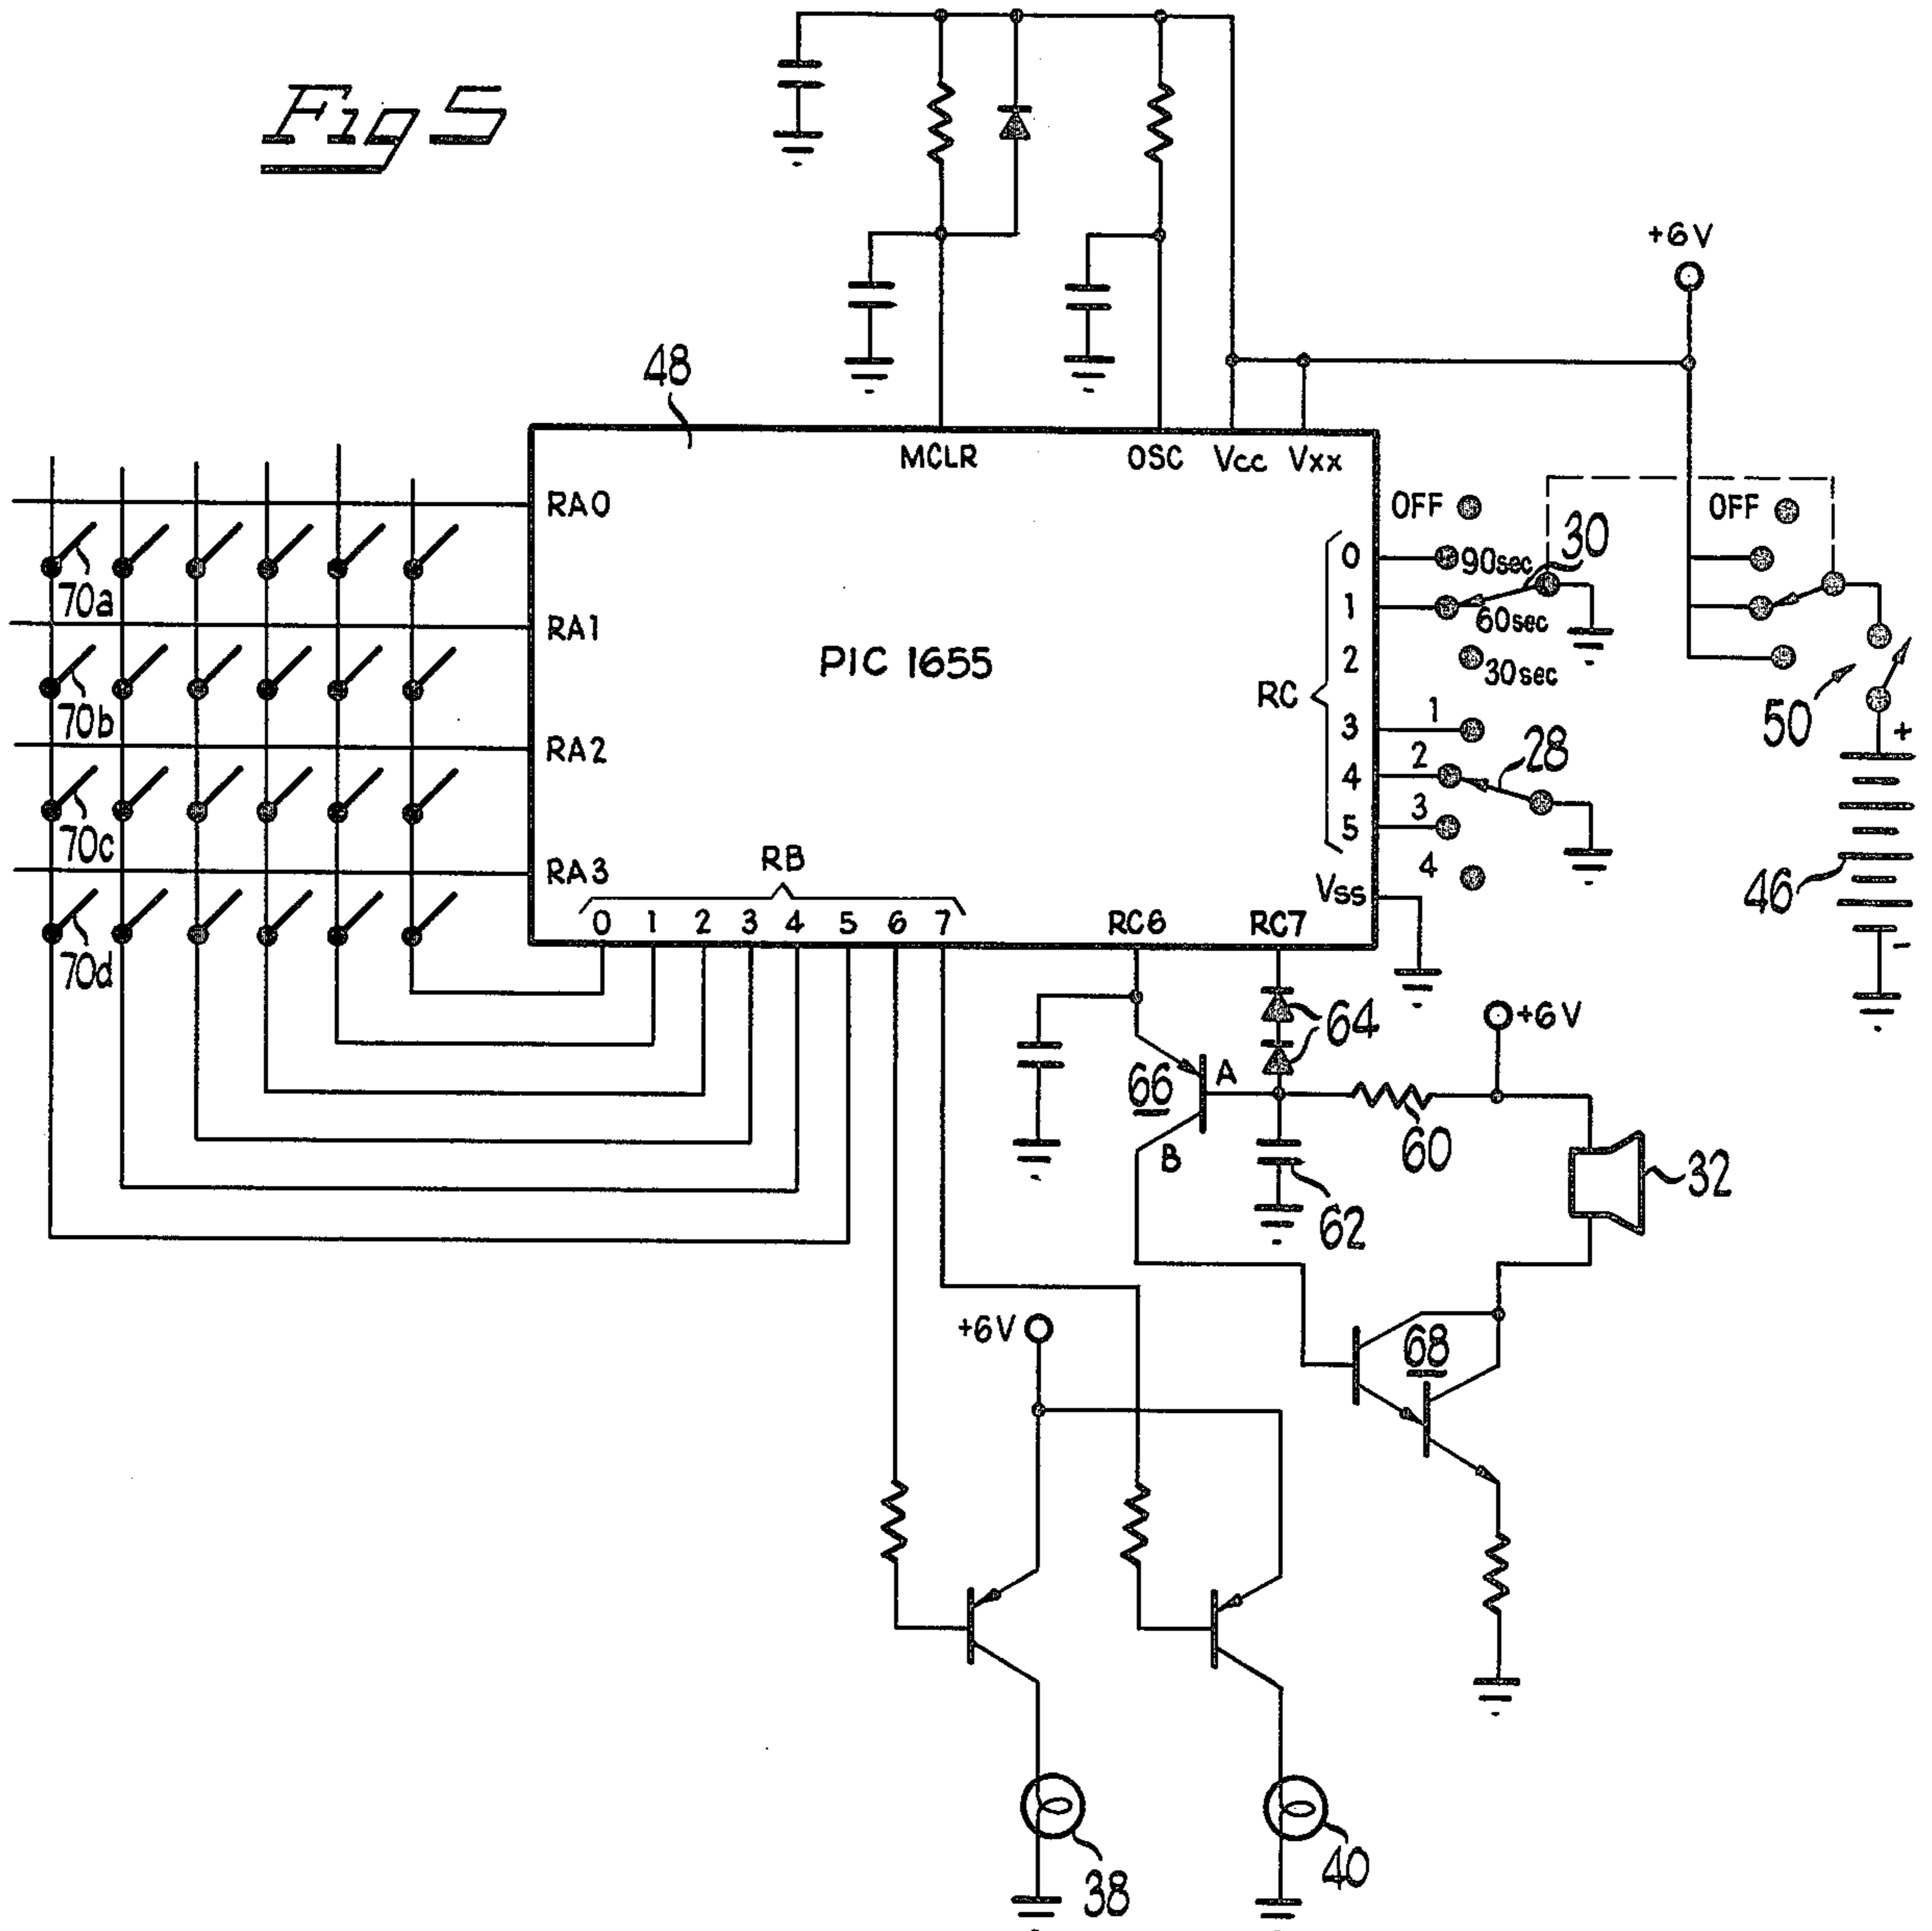 Fig 5
+6V
48
MCLR OSC Vcc Vxx
RA0
OFF
OFF
0
90sec
30
70a
1
60sec
RA1
PIC 1655
2
30sec
RC
50
70b
1
3
+
RA2
2
4
28
3
5
70c
46
RA3
RB
4
Vss
0 1 2 3 4 5 6 7
RC6 RC7
-
70d
64
+6V
66
A
60
B
32
62
+6V
68
38
40